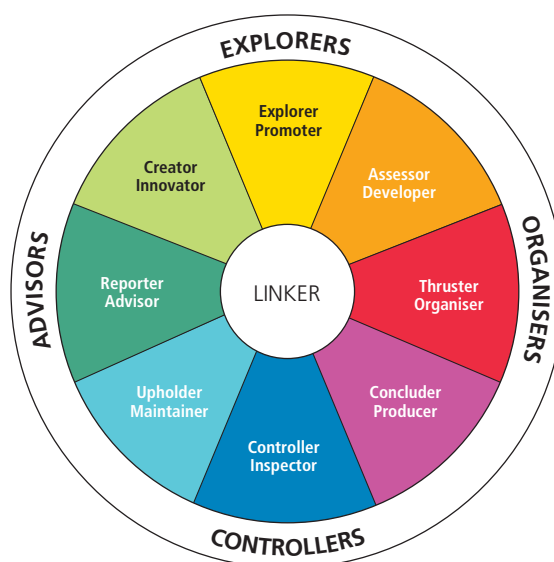 EXPLORERS
Explorer
Promoter
Creator
Innovator
Assessor
Developer
ADVISORS
Reporter
Advisor
LINKER
Thruster
Organiser
ORGANISERS
Upholder
Maintainer
Concluder
Producer
Controller
Inspector
CONTROLLERS